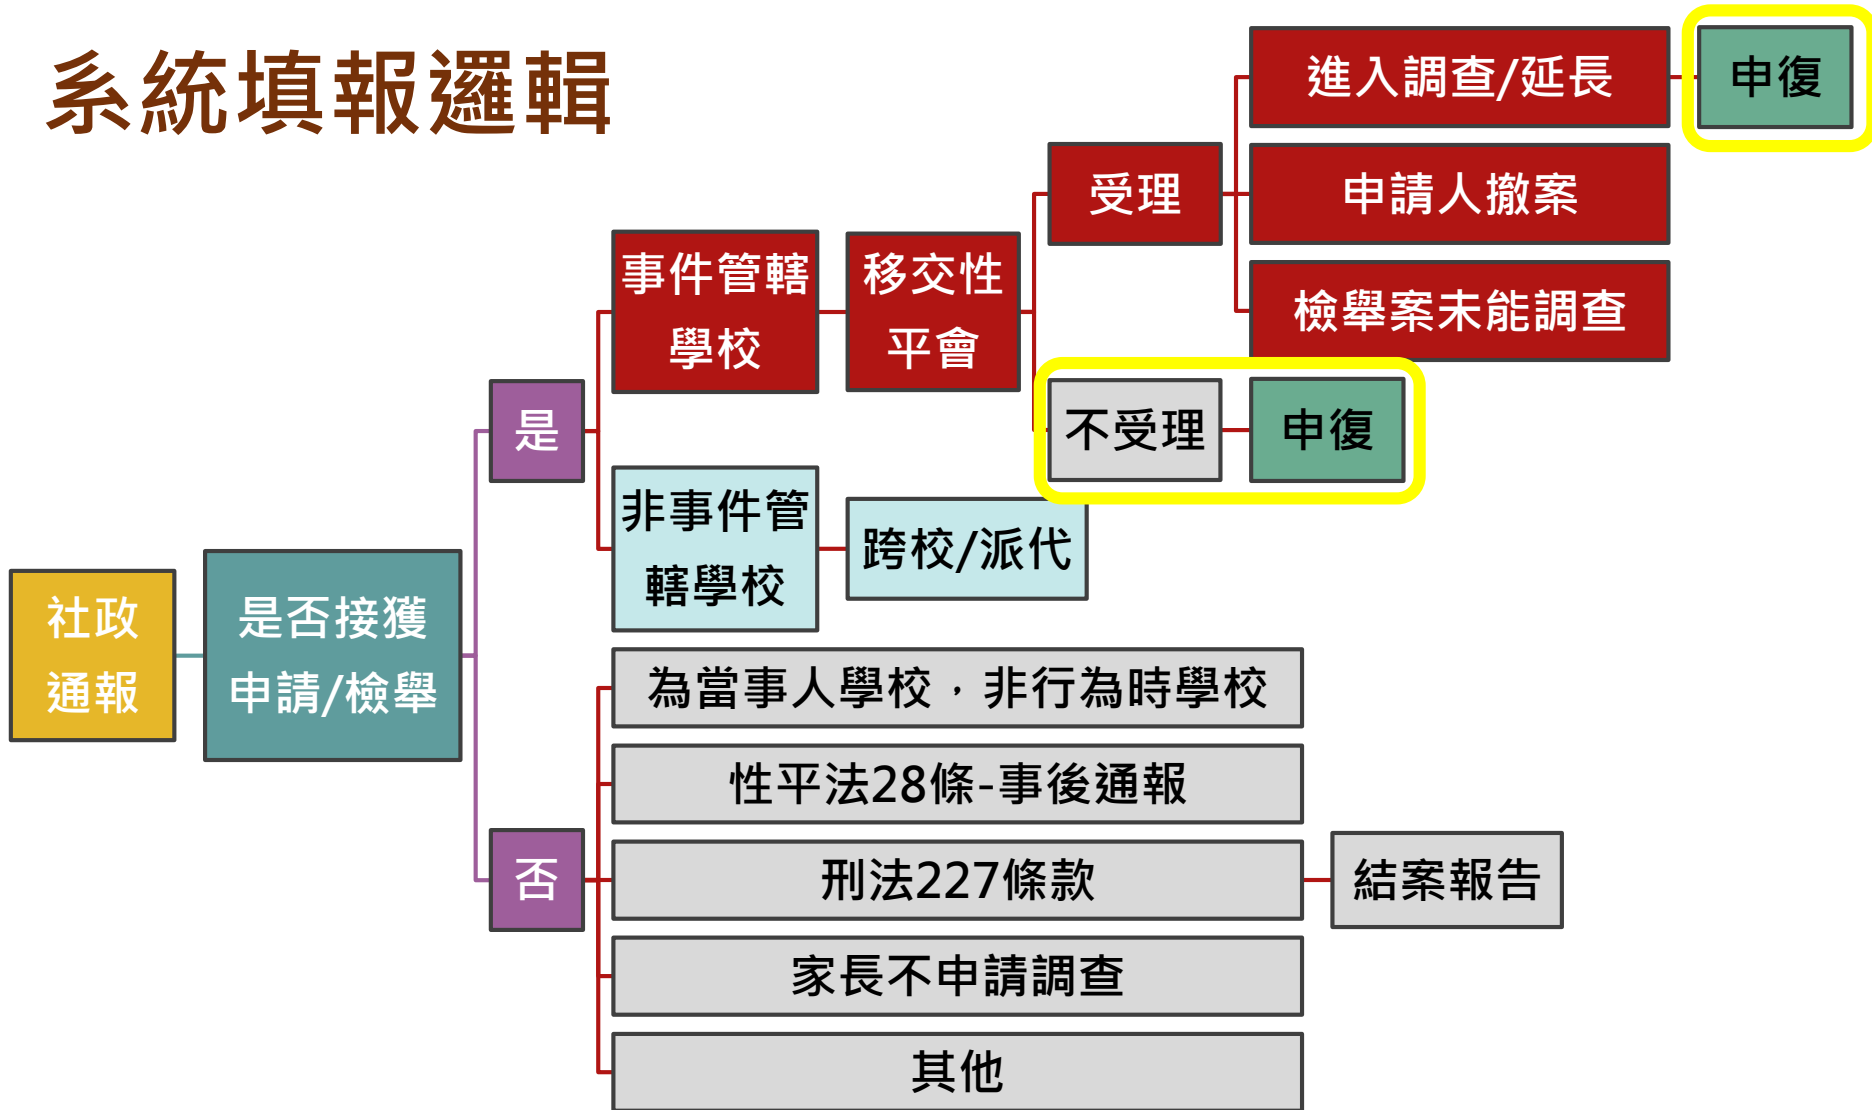 系統填報邏輯
社政
通報
是否接獲
申請/檢舉
是
事件管轄
學校
移交性
平會
受理
進入調查/延長
申復
申請人撤案
檢舉案未能調查
不受理
申復
非事件管
轄學校
跨校/派代
否
為當事人學校，非行為時學校
性平法28條-事後通報
刑法227條款
結案報告
家長不申請調查
其他